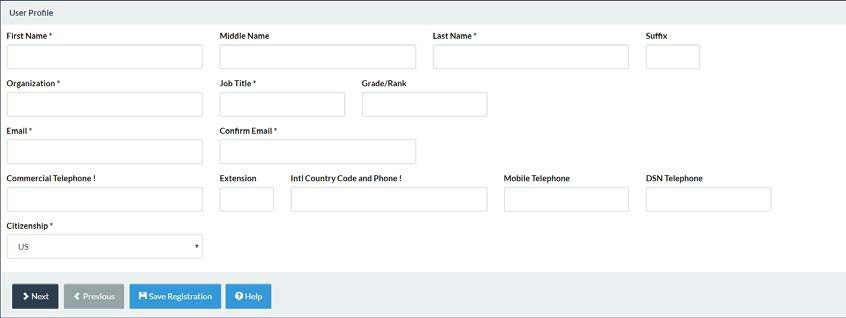 User Profile
First Name * Middle Name Last Name * Suffix
Organization * Job Title * Grade/Rank
Email * Confirm Email *
Commercial Telephone ! Extension Intl Country Code and Phone ! Mobile Telephone DSN Telephone
Citizenship *
US
Next Previous Save Registration Help